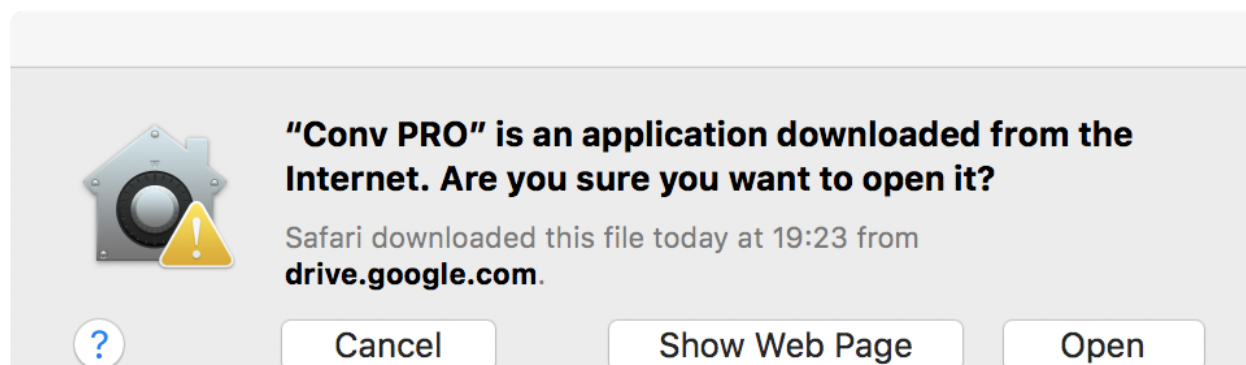 “Conv PRO” is an application downloaded from the
Internet. Are you sure you want to open it?
Safari downloaded this file today at 19:23 from
drive.google.com.
? Cancel Show Web Page Open